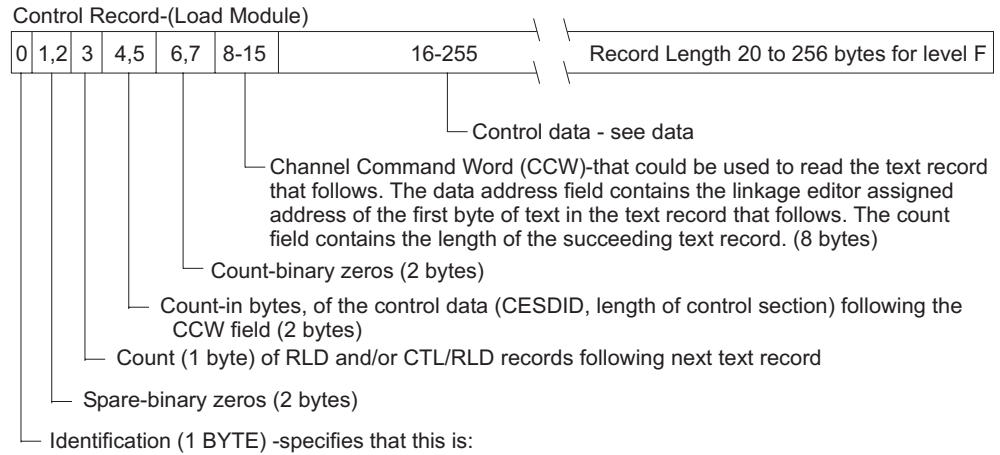 Control Record-(Load Module)
0 1,2 3 4,5 6,7 8-15 16-255 Record Length 20 to 256 bytes for level F
Control data - see data
Channel Command Word (CCW)-that could be used to read the text record
that follows. The data address field contains the linkage editor assigned
address of the first byte of text in the text record that follows. The count
field contains the length of the succeeding text record. (8 bytes)
Count-binary zeros (2 bytes)
Count-in bytes, of the control data (CESDID, length of control section) following the
CCW field (2 bytes)
Count (1 byte) of RLD and/or CTL/RLD records following next text record
Spare-binary zeros (2 bytes)
Identification (1 BYTE) -specifies that this is: